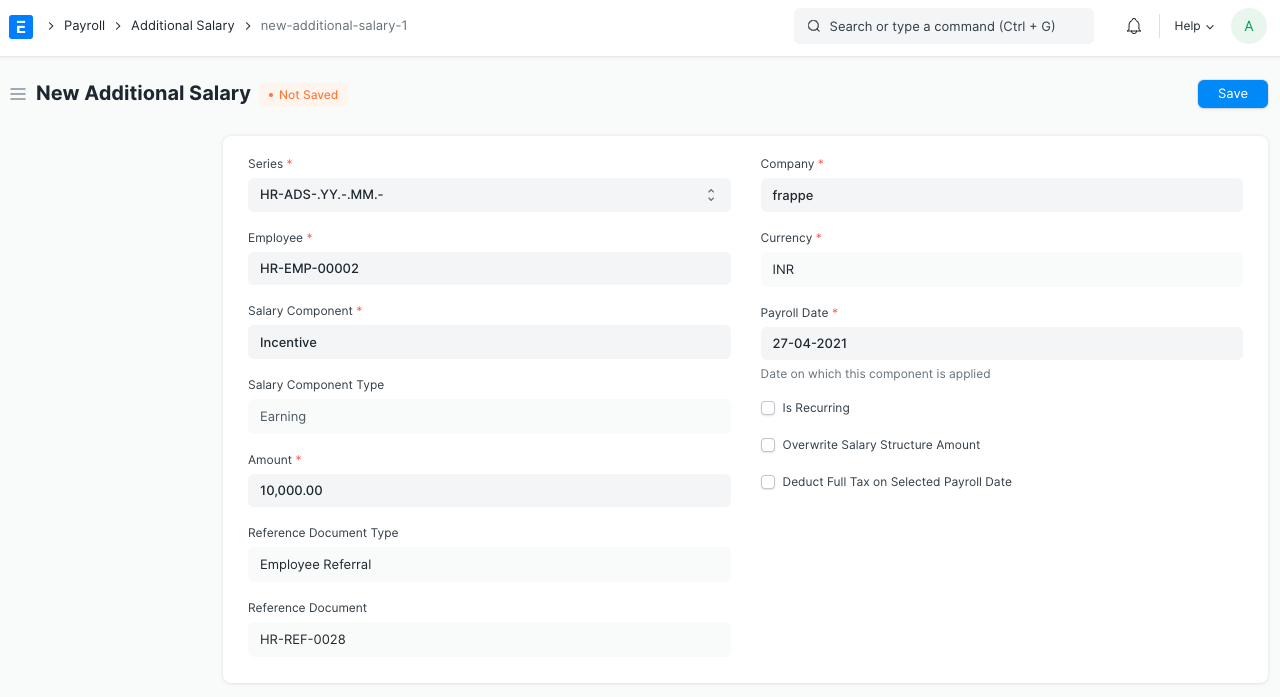 E > Payroll > Additional Salary > new-additional-salary-1
Search or type a command (Ctrl + G)
Help
A
New Additional Salary
• Not Saved
Save
Series *
HR-ADS-.YY.-.MM.-
Employee *
HR-EMP-00002
Salary Component *
Incentive
Salary Component Type
Earning
Amount *
10,000.00
Reference Document Type
Employee Referral
Reference Document
HR-REF-0028
Company *
frappe
Currency *
INR
Payroll Date *
27-04-2021
Date on which this component is applied
Is Recurring
Overwrite Salary Structure Amount
Deduct Full Tax on Selected Payroll Date